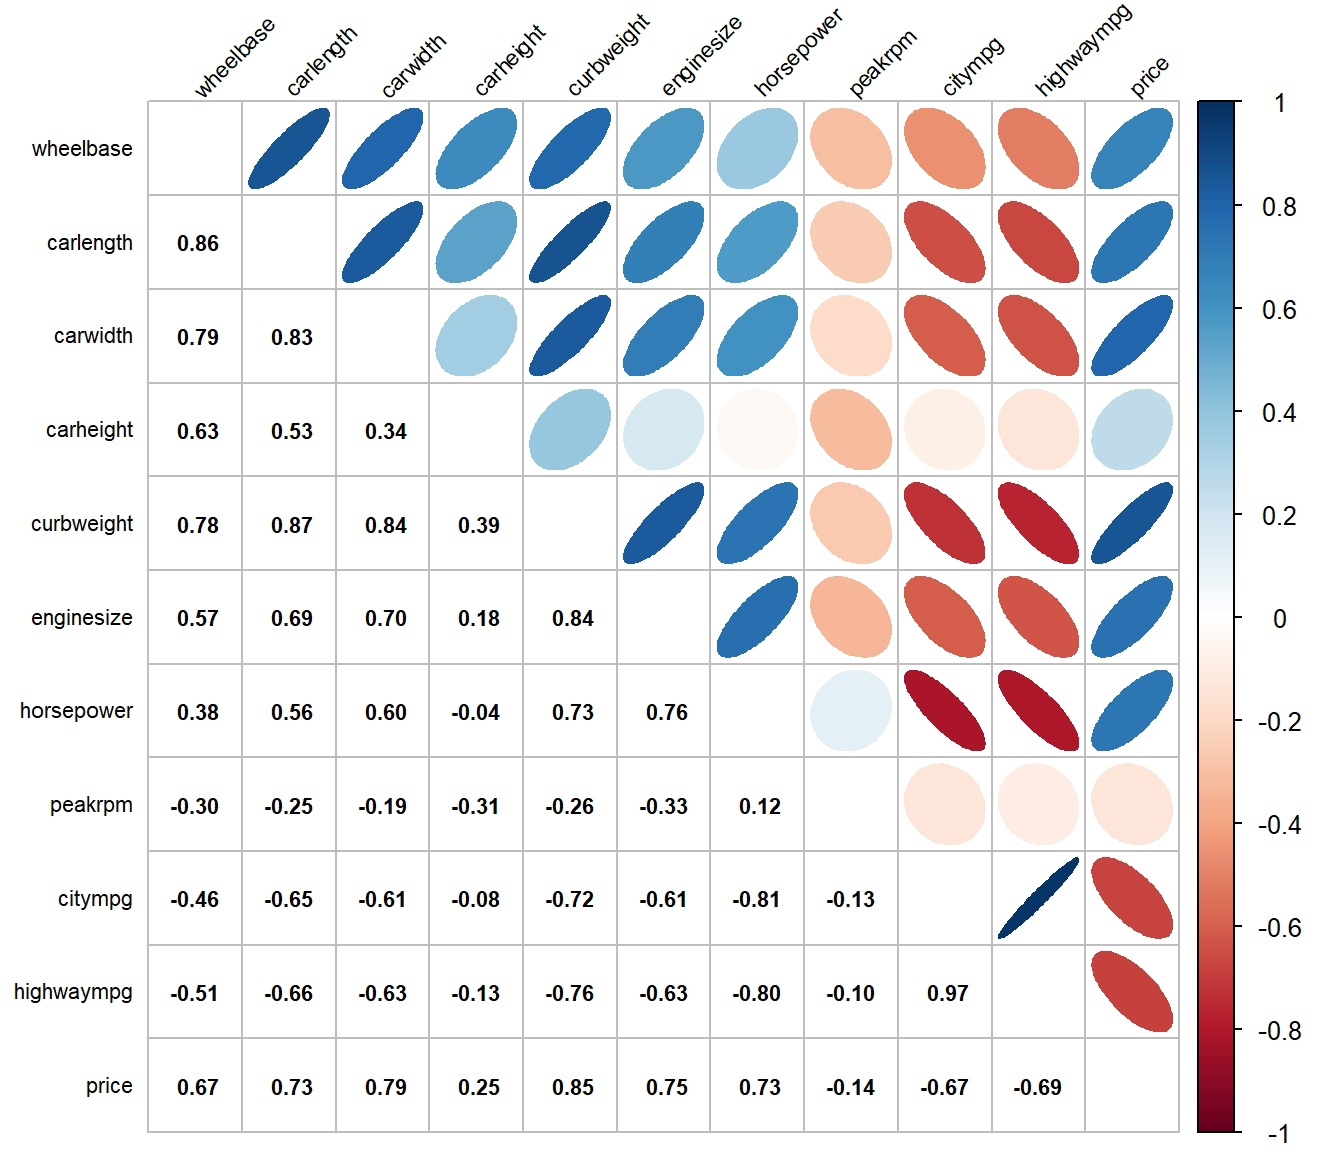 wheelbase carlength carwidth carheight curbweight enginesize horsepower peakrpm citympg highwaympg price
wheelbase
carlength 0.86
carwidth 0.79 0.83
carheight 0.63 0.53 0.34
curbweight 0.78 0.87 0.84 0.39
enginesize 0.57 0.69 0.70 0.18 0.84
horsepower 0.38 0.56 0.60 -0.04 0.73 0.76
peakrpm -0.30 -0.25 -0.19 -0.31 -0.26 -0.33 0.12
citympg -0.46 -0.65 -0.61 -0.08 -0.72 -0.61 -0.81 -0.13
highwaympg -0.51 -0.66 -0.63 -0.13 -0.76 -0.63 -0.80 -0.10 0.97
price 0.67 0.73 0.79 0.25 0.85 0.75 0.73 -0.14 -0.67 -0.69
1
0.8
0.6
0.4
0.2
0
-0.2
-0.4
-0.6
-0.8
-1